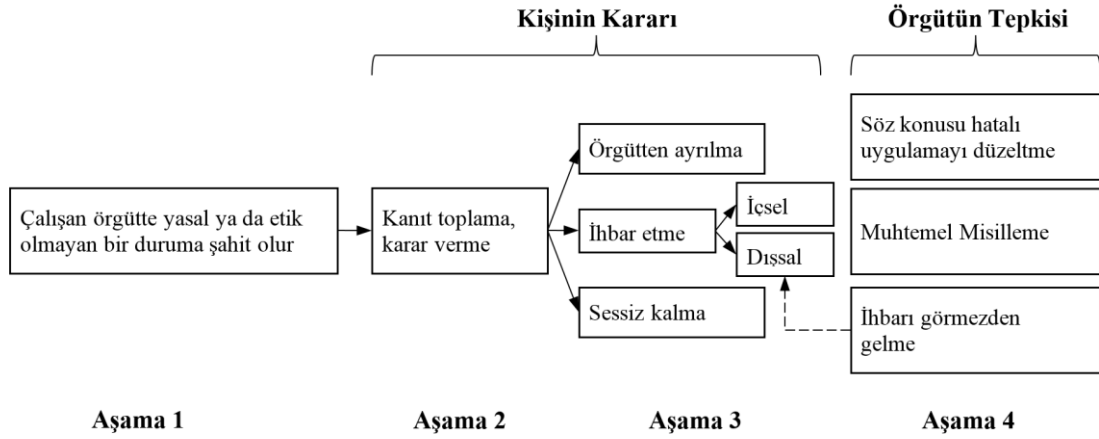 Kişinin Kararı
Örgütün Tepkisi
Çalışan örgütte yasal ya da etik
olmayan bir duruma şahit olur
Kanıt toplama,
karar verme
Örgütten ayrılma
İhbar etme
Sessiz kalma
İçsel
Dışsal
Söz konusu hatalı
uygulamayı düzeltme
Muhtemel Misilleme
İhbarı görmezden
gelme
Aşama 1
Aşama 2
Aşama 3
Aşama 4